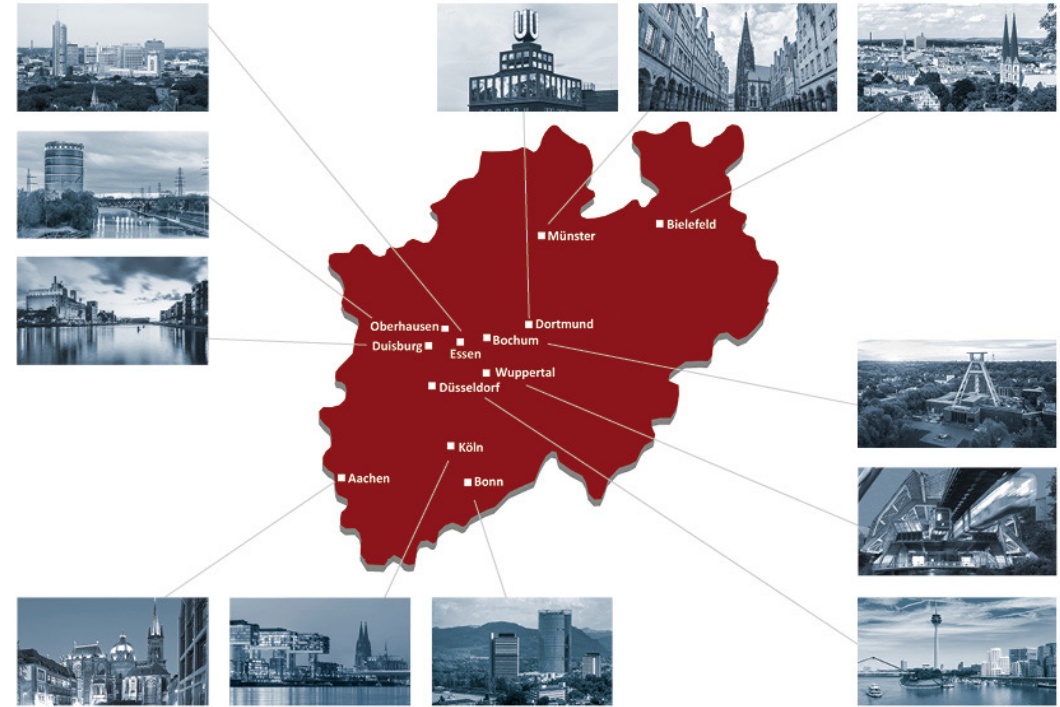 Münster
Bielefeld
Oberhausen
Dortmund
Duisburg
Essen
Bochum
Wuppertal
Düsseldorf
Köln
Aachen
Bonn